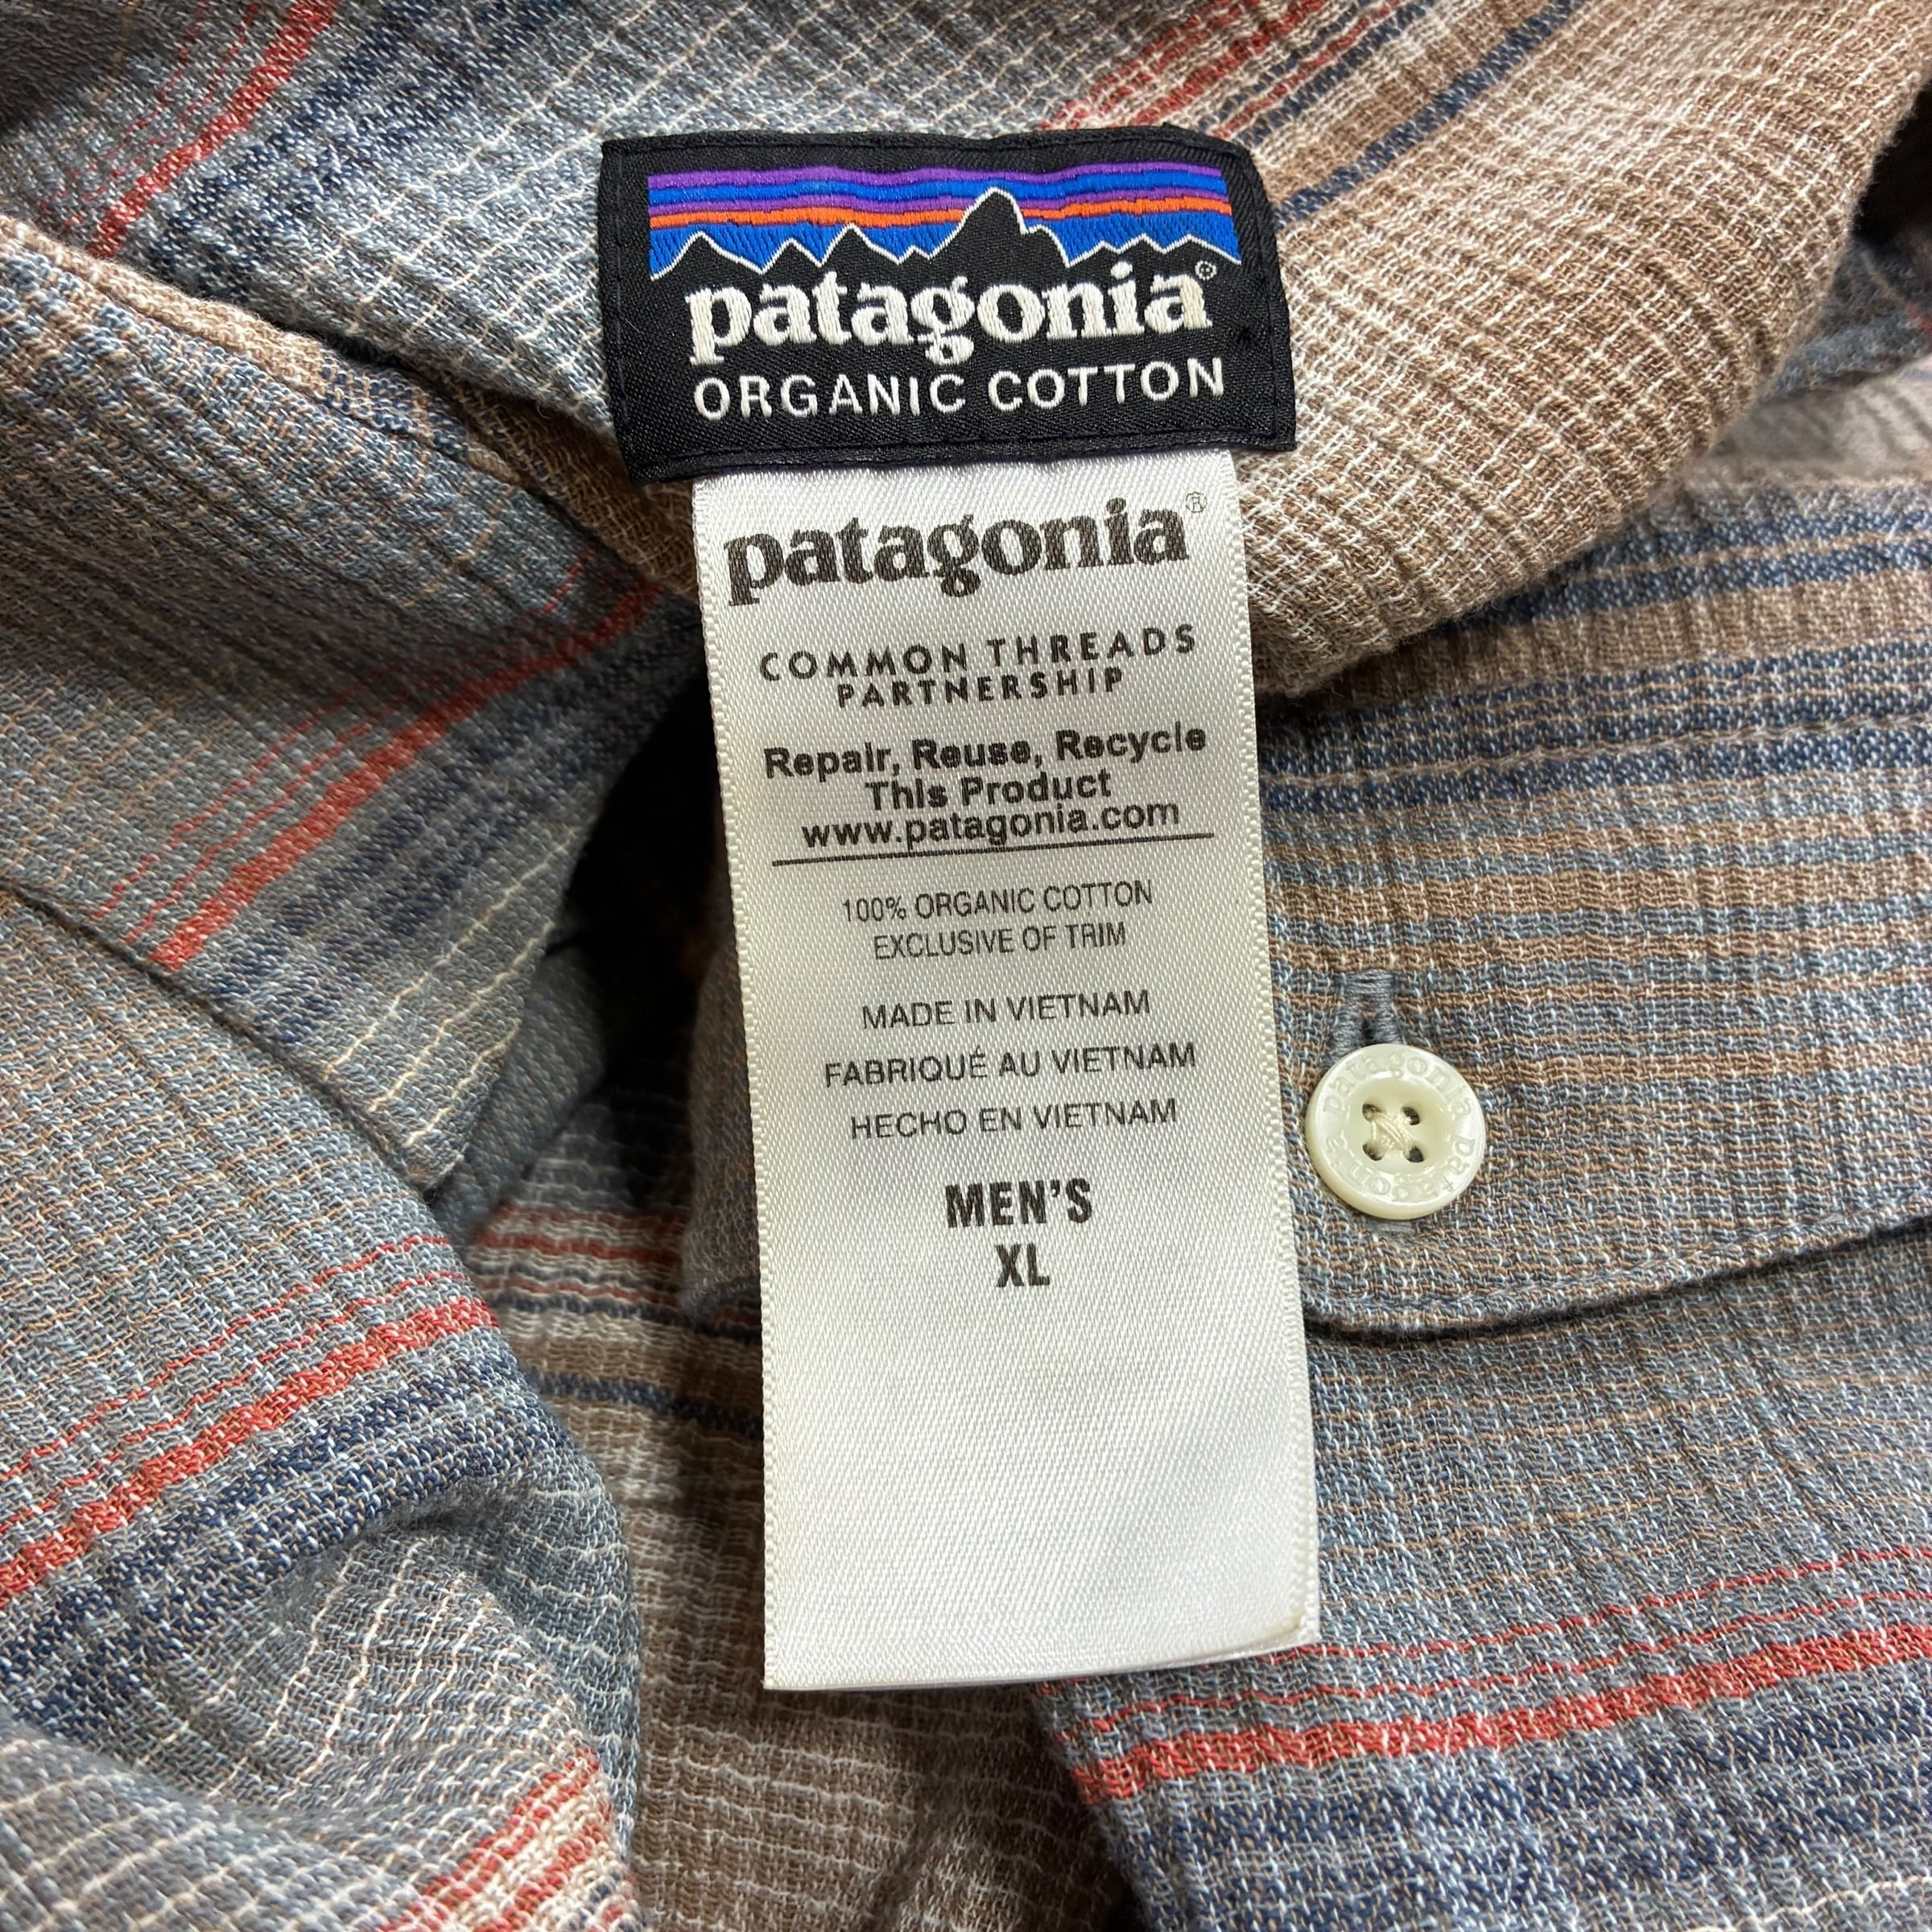 patagonia®
ORGANIC COTTON
patagonia®
COMMON THREADS
PARTNERSHIP
Repair, Reuse, Recycle
This Product
www.patagonia.com
100% ORGANIC COTTON
EXCLUSIVE OF TRIM
MADE IN VIETNAM
FABRIQUÉ AU VIETNAM
HECHO EN VIETNAM
MEN'S
XL
patagonia patagonia